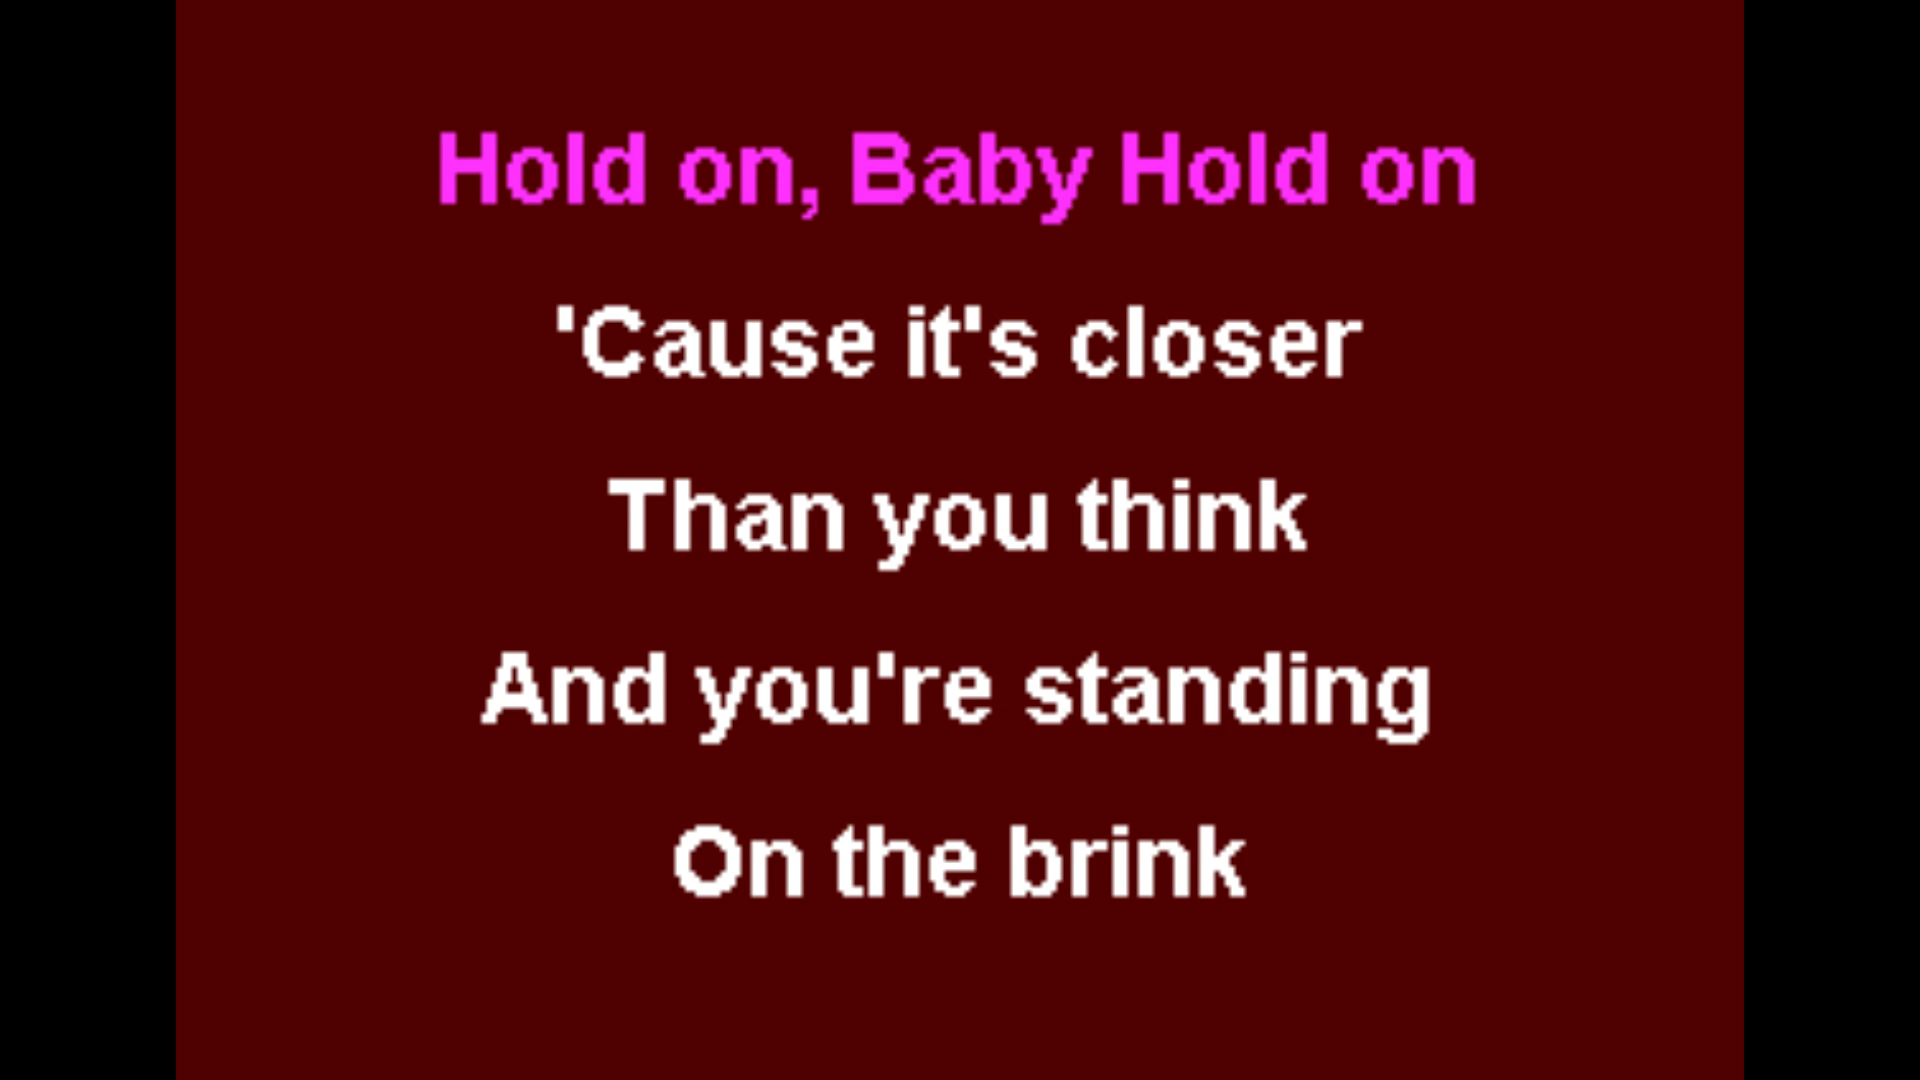 Hold on, Baby Hold on
'Cause it's closer
Than you think
And you're standing
On the brink